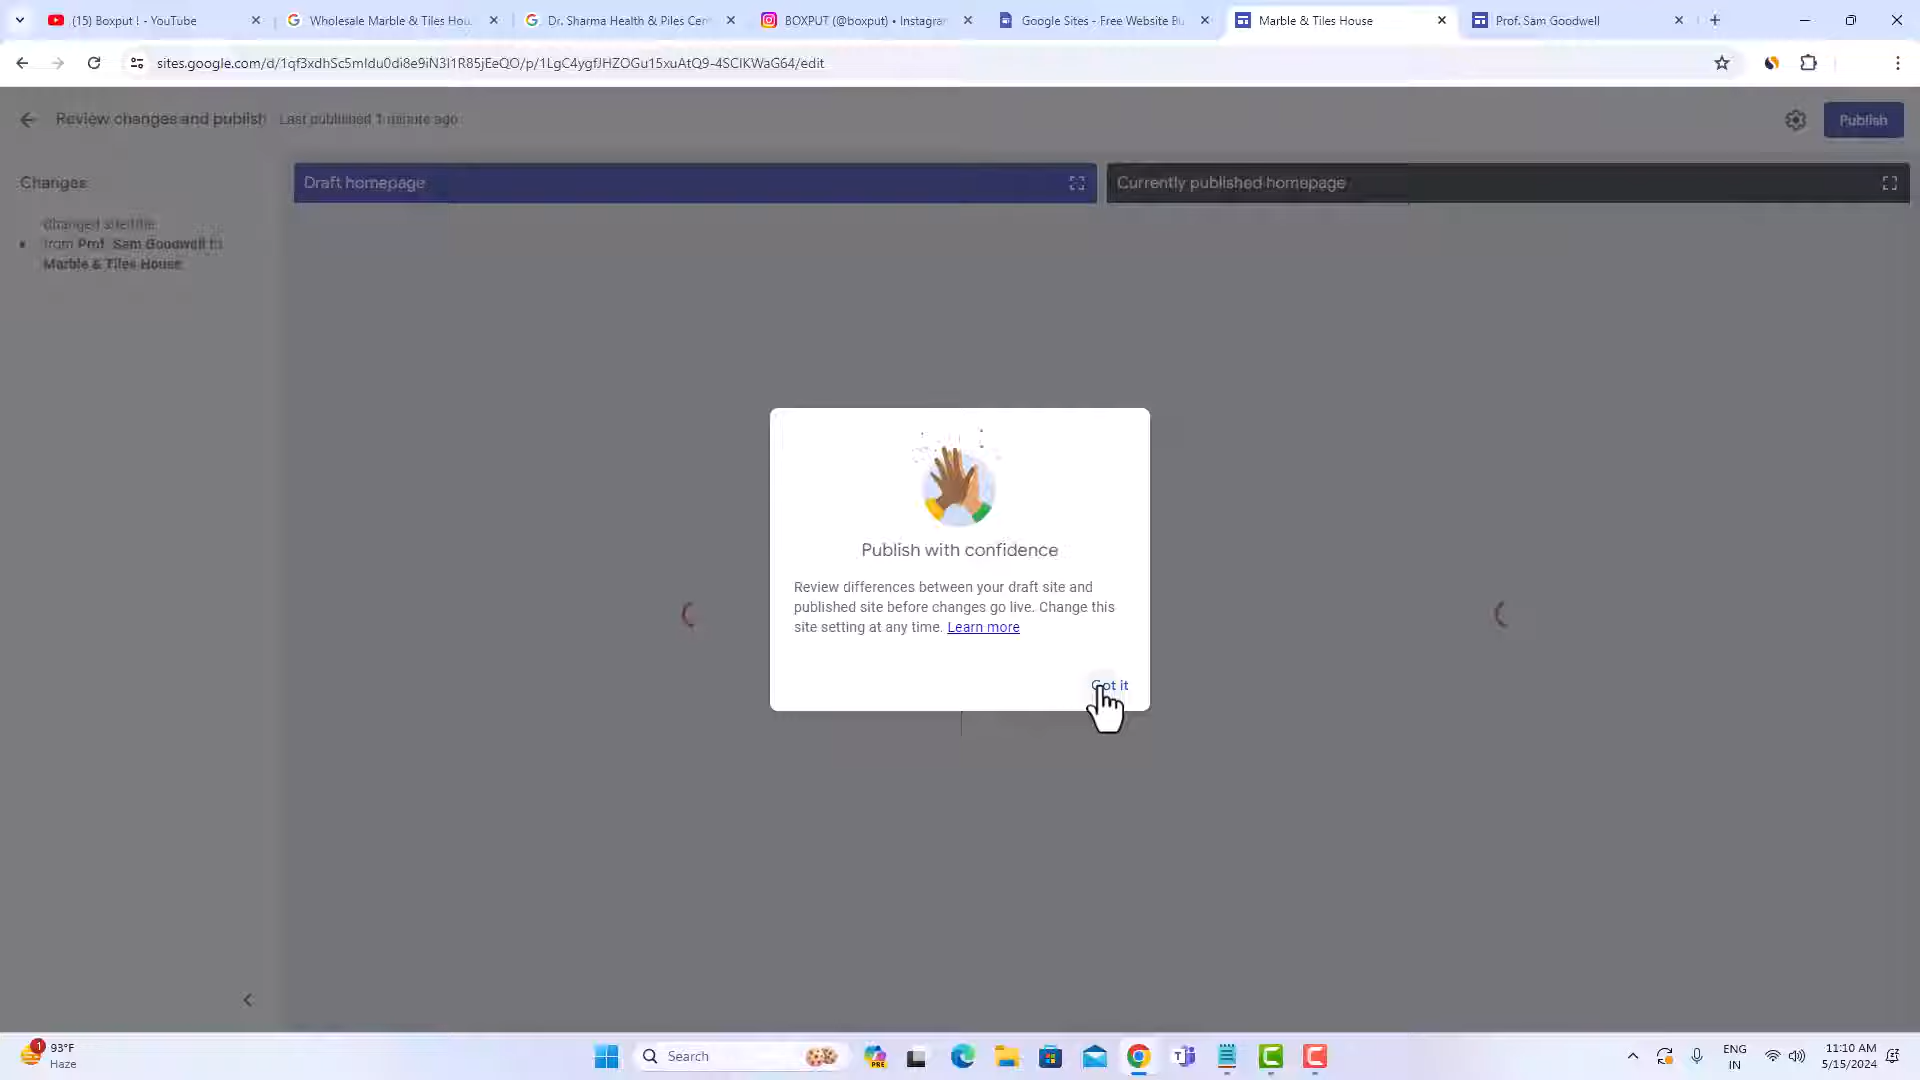 (15) Boxput ! - YouTube
Wholesale Marble & Tiles Hou
Dr. Sharma Health & Piles Cen
BOXPUT (@boxput) • Instagram
Google Sites - Free Website Bu
Marble & Tiles House
Prof. Sam Goodwell
sites.google.com/d/1qf3xdhSc5mIdu0di8e9iN3I1R85jEeQO/p/1LgC4ygfJHZOGu15xuAtQ9-4SCIKWaG64/edit
Review changes and publish Last published 1 minute ago
Publish
Changes
Draft homepage
Currently published homepage
Changed site title
from Prof. Sam Goodwell to
Marble & Tiles House
Publish with confidence
Review differences between your draft site and
published site before changes go live. Change this
site setting at any time. Learn more
Got it
1
93°F
Haze
Search
PRE
ENG
IN
11:10 AM
5/15/2024